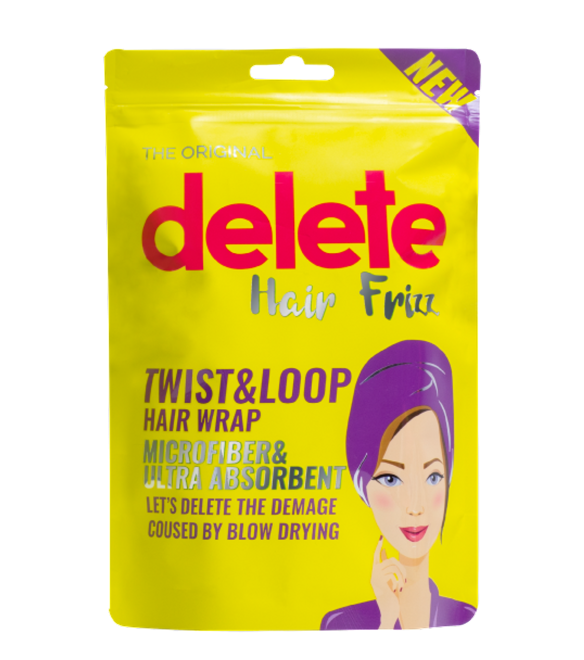 NEW
THE ORIGINAL
delete
Hair Frizz
TWIST&LOOP
HAIR WRAP
MICROFIBER&
ULTRA ABSORBENT
LET'S DELETE THE DEMAGE
COUSED BY BLOW DRYING